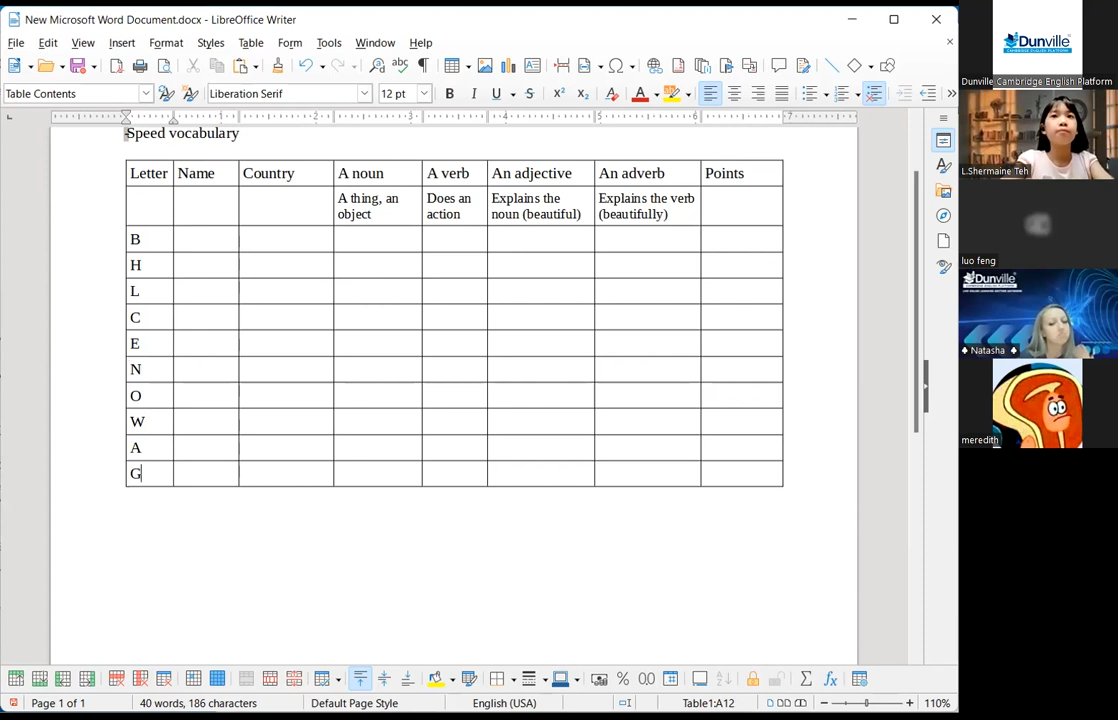 New Microsoft Word Document.docx - LibreOffice Writer
File Edit View Insert Format Styles Table Form Tools Window Help
Table Contents Liberation Serif 12 pt
Speed vocabulary
Letter Name Country A noun A verb An adjective An adverb Points
A thing, an object Does an action Explains the noun (beautiful) Explains the verb (beautifully)
B
H
L
C
E
N
O
W
A
G
Page 1 of 1 40 words, 186 characters Default Page Style English (USA) Table1:A12 110%
Dunville
Dunville Cambridge English Platform
L.Shermaine Teh
luo feng
Dunville
Natasha
meredith